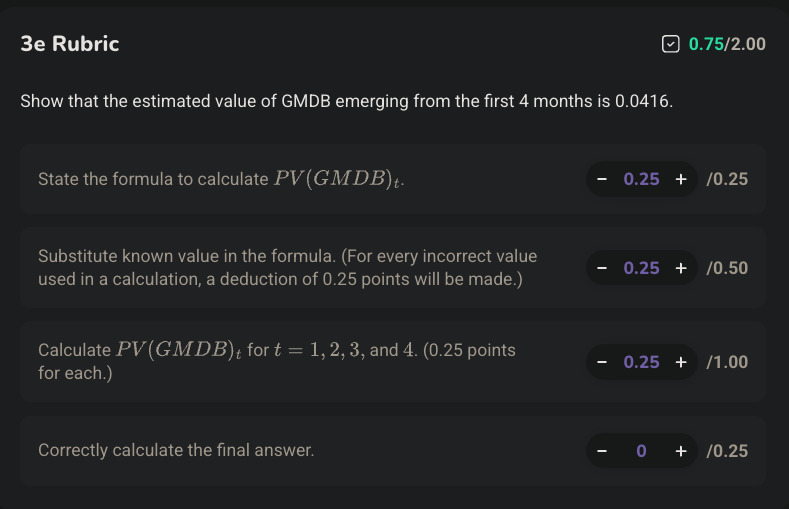 3e Rubric 0.75/2.00
Show that the estimated value of GMDB emerging from the first 4 months is 0.0416.
State the formula to calculate PV(GMDB)ₜ. − 0.25 + /0.25
Substitute known value in the formula. (For every incorrect value
used in a calculation, a deduction of 0.25 points will be made.) − 0.25 + /0.50
Calculate PV(GMDB)ₜ for t = 1, 2, 3, and 4. (0.25 points
for each.) − 0.25 + /1.00
Correctly calculate the final answer. − 0 + /0.25